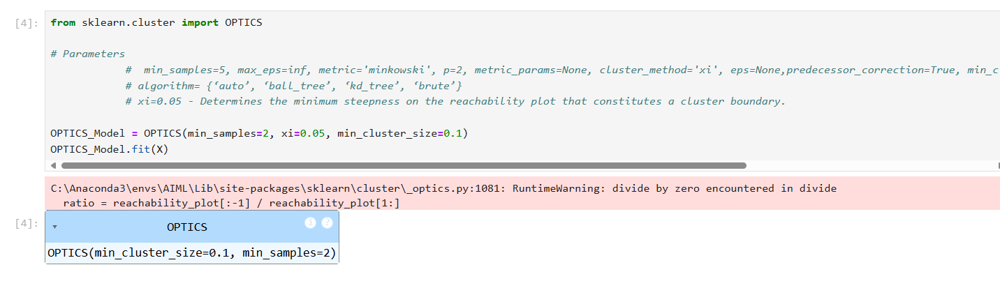 [4]:
from sklearn.cluster import OPTICS
# Parameters
#  min_samples=5, max_eps=inf, metric='minkowski', p=2, metric_params=None, cluster_method='xi', eps=None,predecessor_correction=True, min_c
# algorithm= {‘auto’, ‘ball_tree’, ‘kd_tree’, ‘brute’}
# xi=0.05 - Determines the minimum steepness on the reachability plot that constitutes a cluster boundary.
OPTICS_Model = OPTICS(min_samples=2, xi=0.05, min_cluster_size=0.1)
OPTICS_Model.fit(X)
C:\Anaconda3\envs\AIML\Lib\site-packages\sklearn\cluster\_optics.py:1081: RuntimeWarning: divide by zero encountered in divide
  ratio = reachability_plot[:-1] / reachability_plot[1:]
[4]:
▾ OPTICS i ?
OPTICS(min_cluster_size=0.1, min_samples=2)